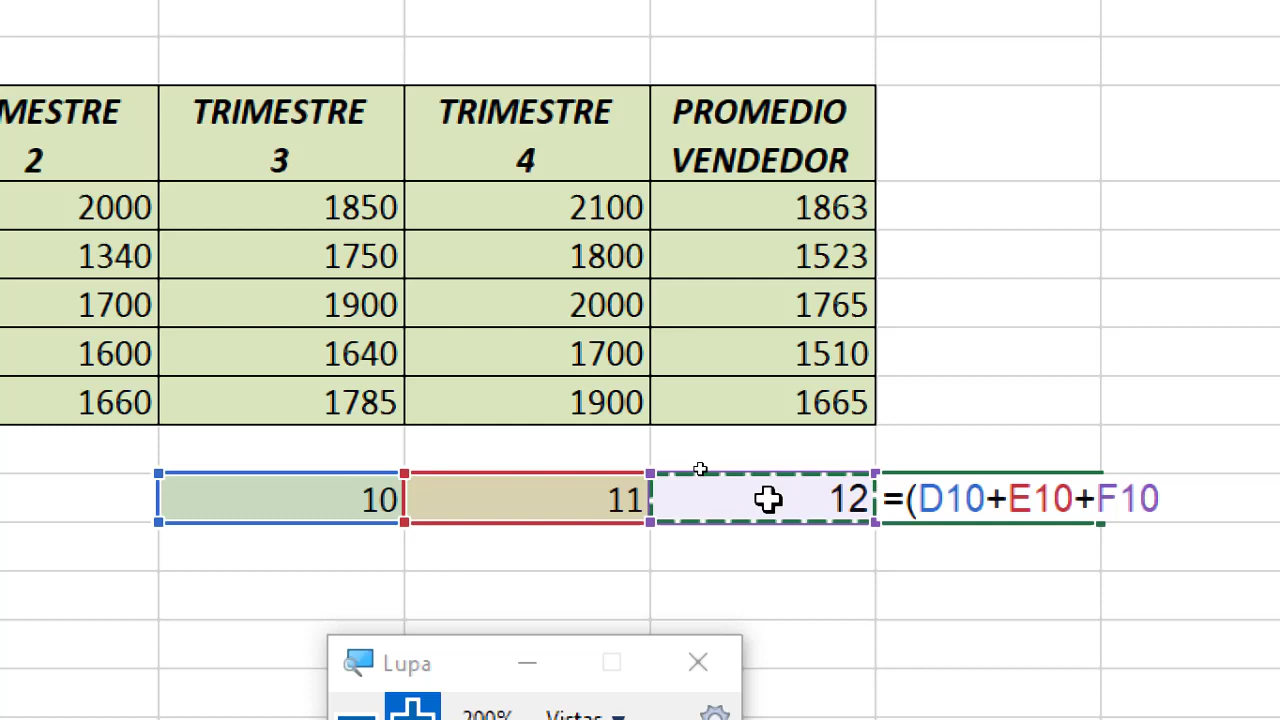 MESTRE 2 TRIMESTRE 3 TRIMESTRE 4 PROMEDIO VENDEDOR
2000 1850 2100 1863
1340 1750 1800 1523
1700 1900 2000 1765
1600 1640 1700 1510
1660 1785 1900 1665
10 11 12 =(D10+E10+F10
Lupa
200% Vistas